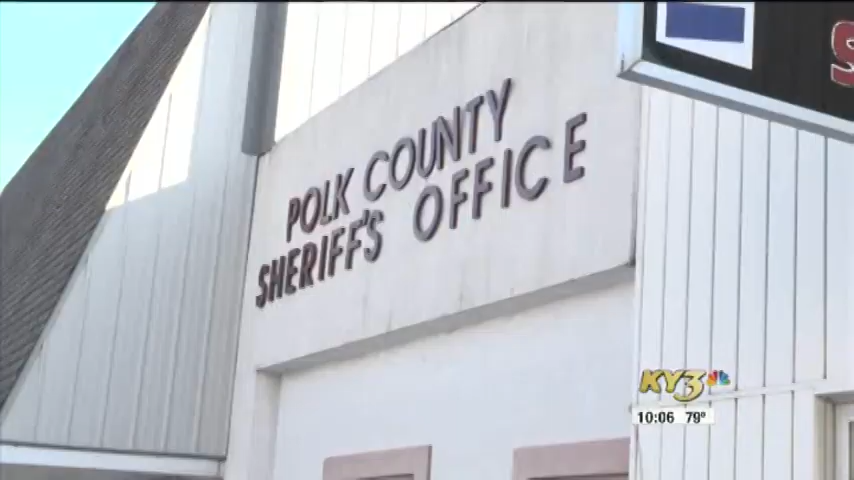 POLK COUNTY
SHERIFF'S OFFICE
S
KY3
10:06 79°